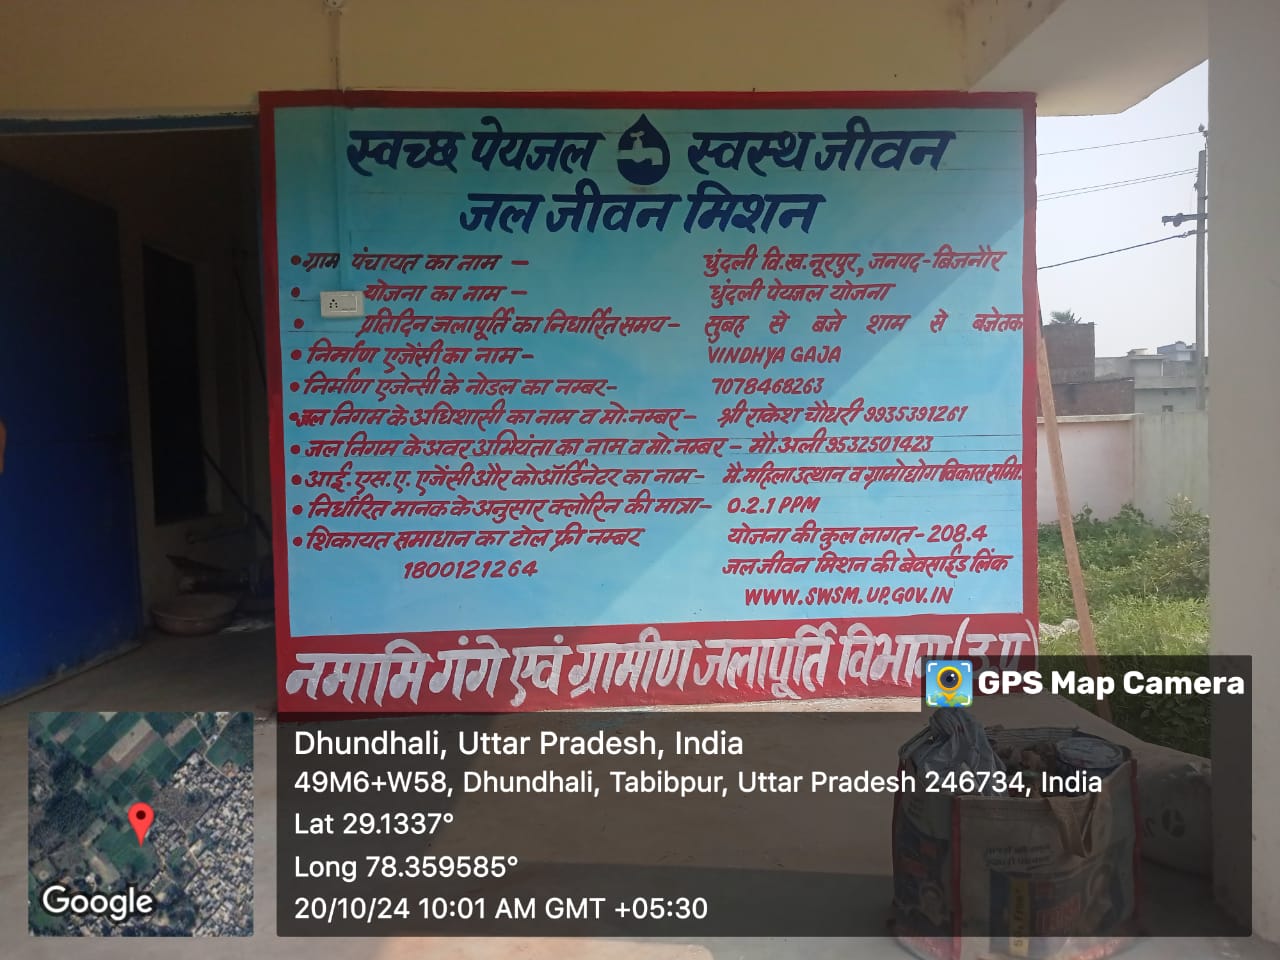 स्वच्छ पेयजल स्वस्थ जीवन
जल जीवन मिशन
•ग्राम पंचायत का नाम – धुंदली वि.ख.नूरपुर, जनपद-बिजनौर
• योजना का नाम – धुंदली पेयजल योजना
• प्रतिदिन जलापूर्ति का निर्धारित समय– सुबह से बजे शाम से बजेतक
• निर्माण एजेंसी का नाम– VINDHYA GAJA
• निर्माण एजेन्सी के नोडल का नम्बर– 7078468263
•जल निगम के अधिशासी का नाम व मो.नम्बर– श्री राकेश चौधरी 9935391261
• जल निगम के अवर अभियंता का नाम व मो.नम्बर – मौ.अली 9532501423
• आई.एस.ए. एजेंसी और कोऑर्डिनेटर का नाम– मै.महिला उत्थान व ग्रामोद्योग विकास समि.
• निर्धारित मानक के अनुसार क्लोरिन की मात्रा– 0.2.1 PPM
• शिकायत समाधान का टोल फ्री नम्बर योजना की कुल लागत-208.4
1800121264 जल जीवन मिशन की बेवसाईड लिंक
WWW.SWSM.UP.GOV.IN
नमामि गंगे एवं ग्रामीण जलापूर्ति विभाग(उ.प्र)
GPS Map Camera
Dhundhali, Uttar Pradesh, India
49M6+W58, Dhundhali, Tabibpur, Uttar Pradesh 246734, India
Lat 29.1337°
Long 78.359585°
20/10/24 10:01 AM GMT +05:30
Google